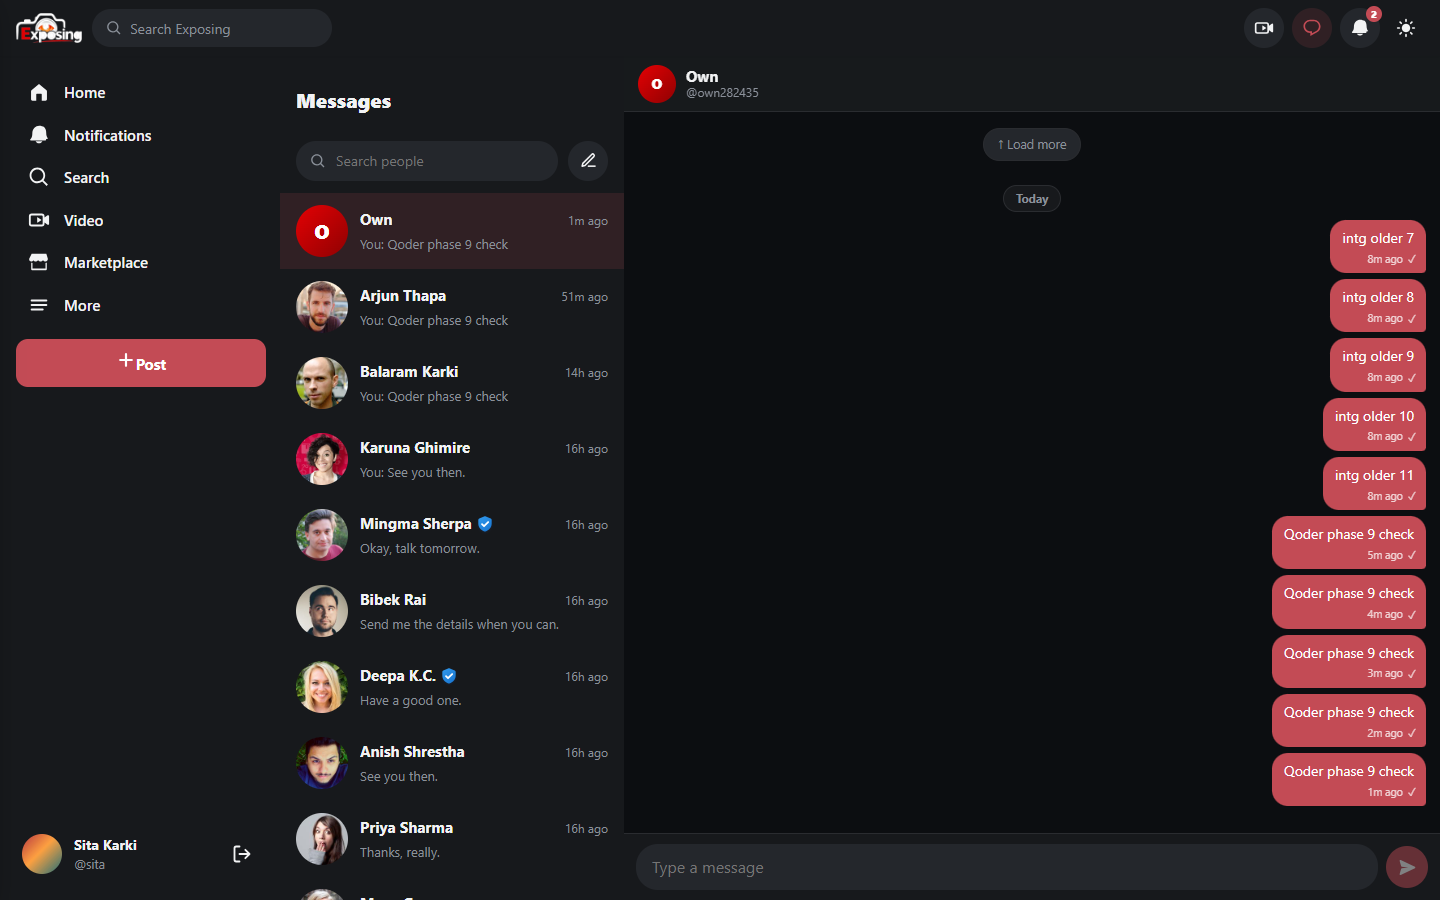 Exposing
Search Exposing
2
Home
Notifications
Search
Video
Marketplace
More
+ Post
Sita Karki
@sita
Messages
Search people
O
Own
1m ago
You: Qoder phase 9 check
Arjun Thapa
51m ago
You: Qoder phase 9 check
Balaram Karki
14h ago
You: Qoder phase 9 check
Karuna Ghimire
16h ago
You: See you then.
Mingma Sherpa
16h ago
Okay, talk tomorrow.
Bibek Rai
16h ago
Send me the details when you can.
Deepa K.C.
16h ago
Have a good one.
Anish Shrestha
16h ago
See you then.
Priya Sharma
16h ago
Thanks, really.
O
Own
@own282435
↑ Load more
Today
intg older 7
8m ago ✓
intg older 8
8m ago ✓
intg older 9
8m ago ✓
intg older 10
8m ago ✓
intg older 11
8m ago ✓
Qoder phase 9 check
5m ago ✓
Qoder phase 9 check
4m ago ✓
Qoder phase 9 check
3m ago ✓
Qoder phase 9 check
2m ago ✓
Qoder phase 9 check
1m ago ✓
Type a message